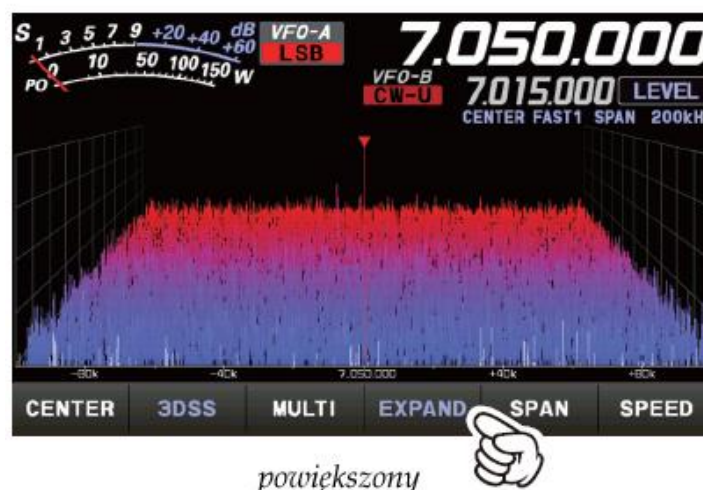 S 1 3 5 7 9 +20 +40 +60 dB
PO 0 10 50 100 150 W
VFO-A
LSB
7.050.000
VFO-B
CW-U
7.015.000
LEVEL
CENTER FAST1 SPAN 200kH
-80k -40k 7.050.000 +40k +80k
CENTER 3DSS MULTI EXPAND SPAN SPEED
powiększony